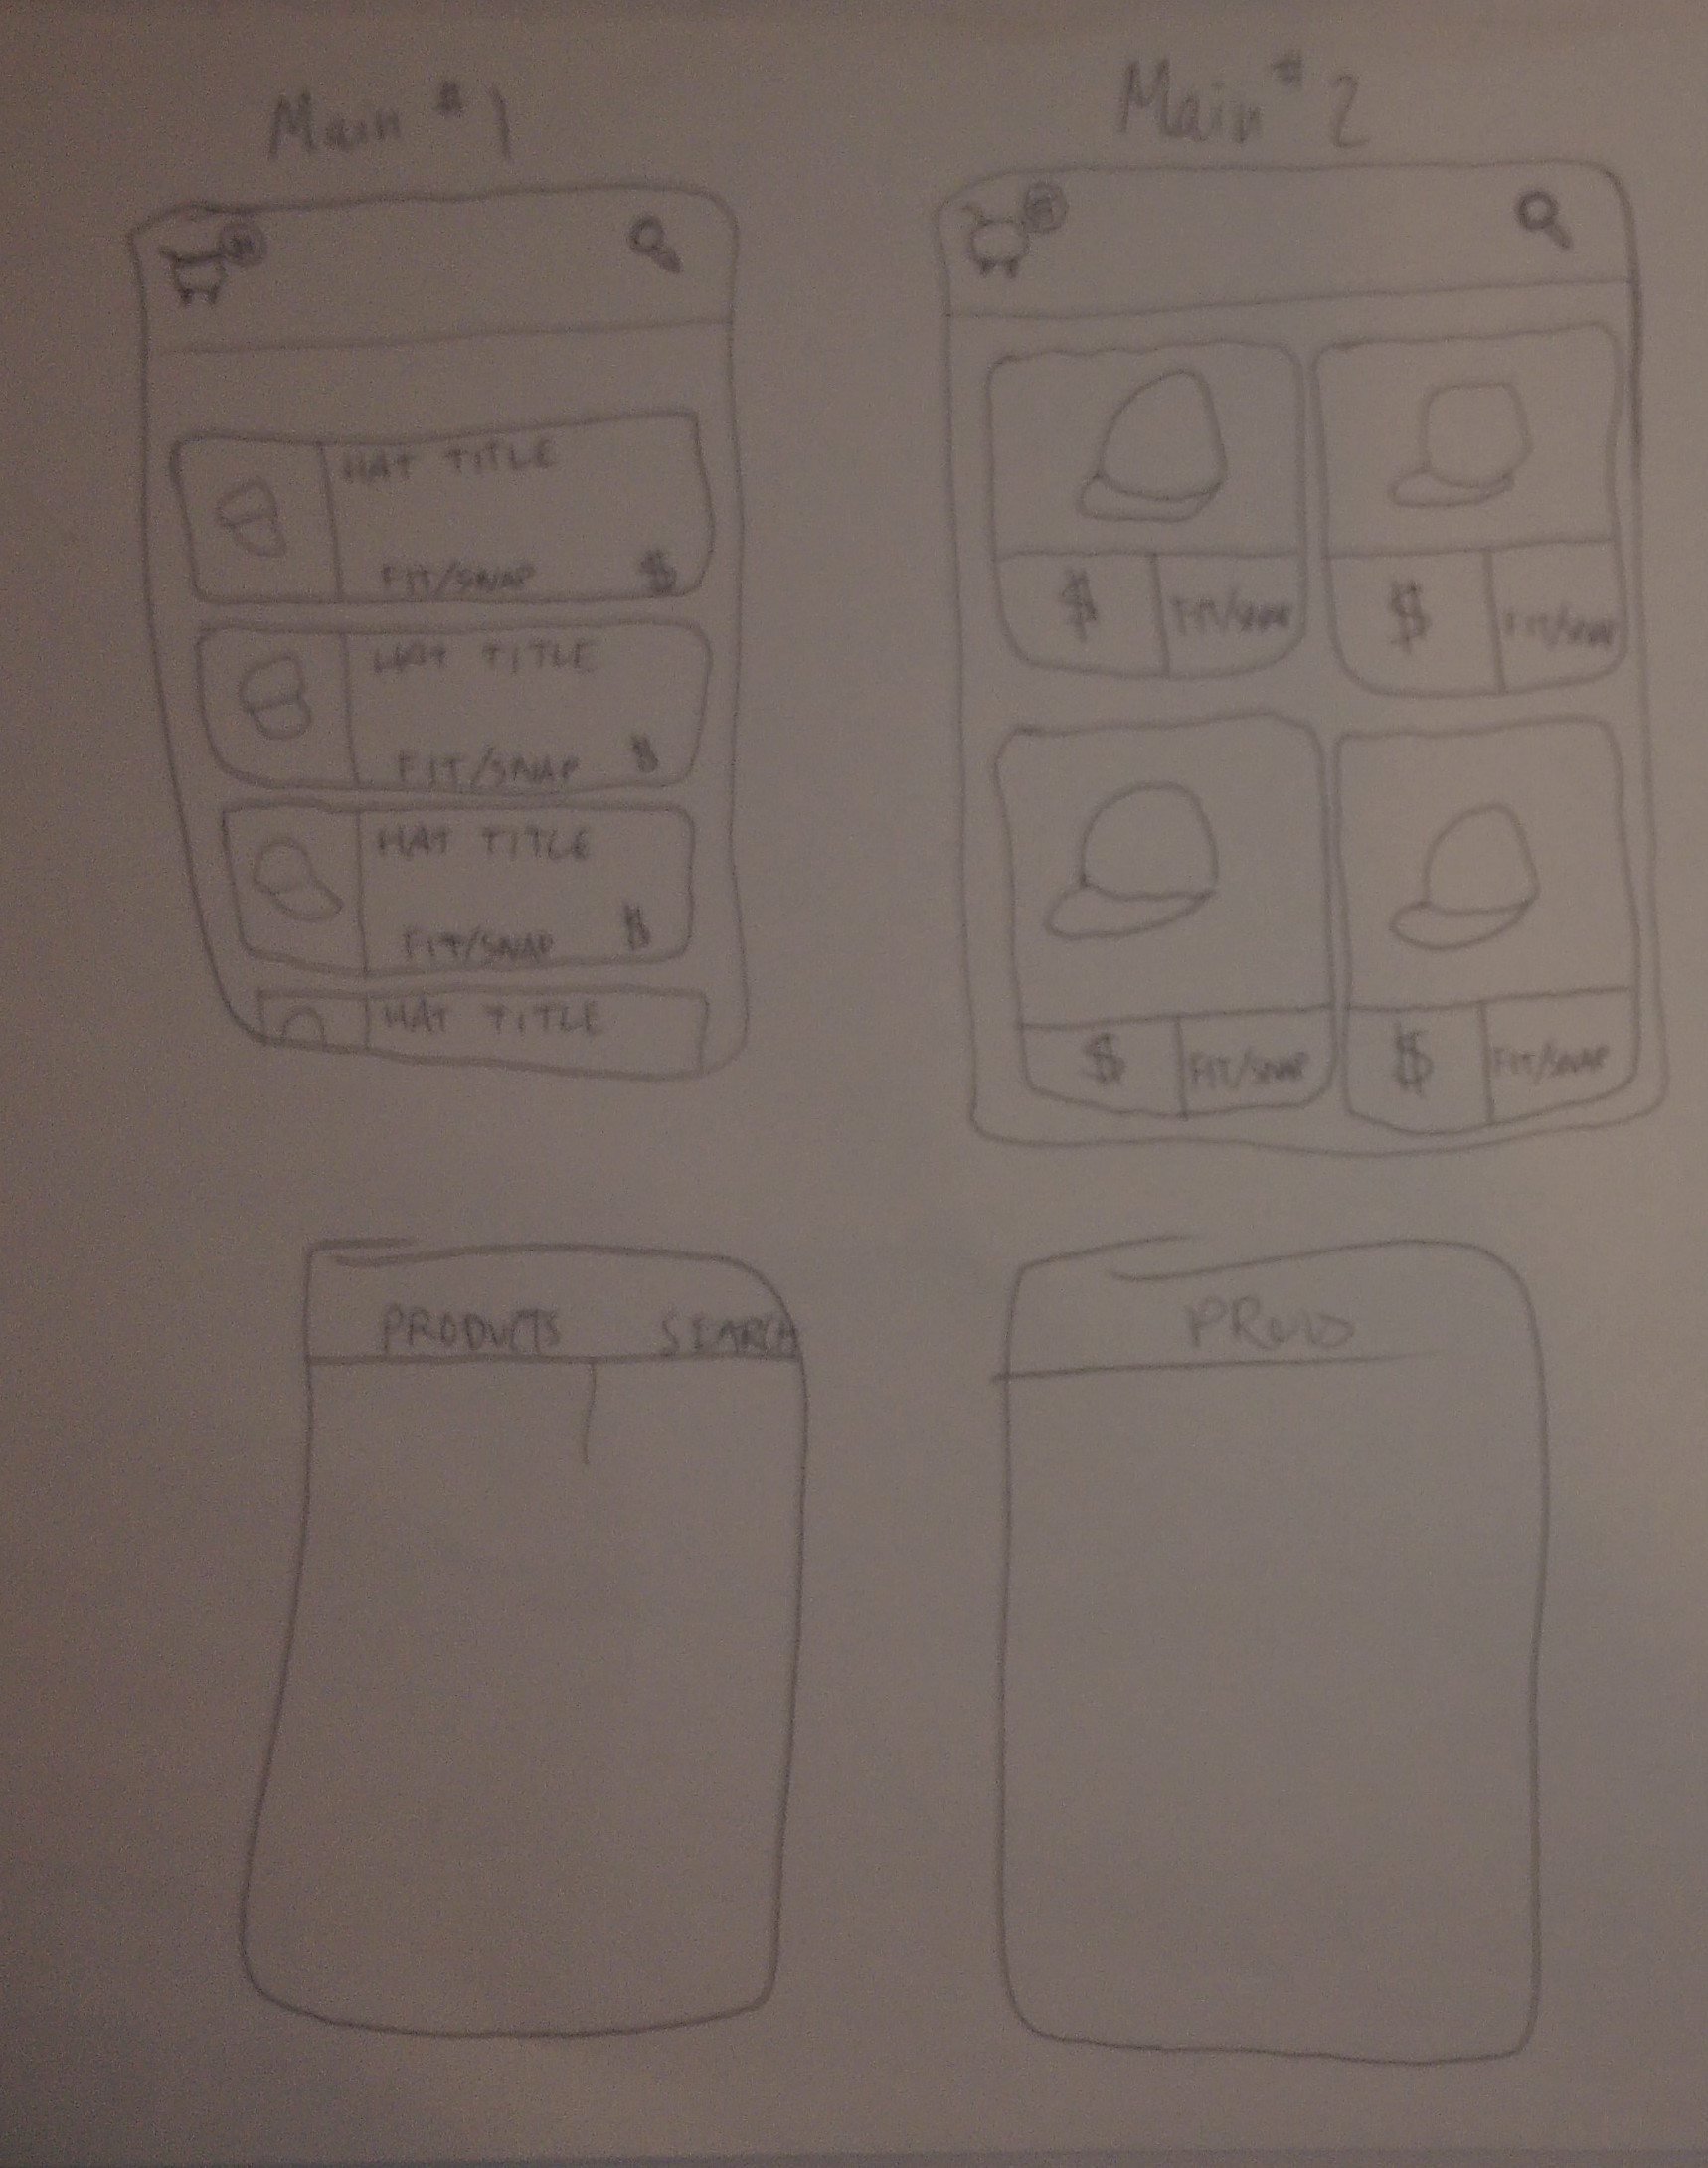 Main #1
Main #2
HAT TITLE
FIT/SNAP $
HAT TITLE
FIT/SNAP $
HAT TITLE
FIT/SNAP $
HAT TITLE
$ FIT/SNAP
$ FIT/SNAP
$ FIT/SNAP
$ FIT/SNAP
PRODUCTS SEARCH